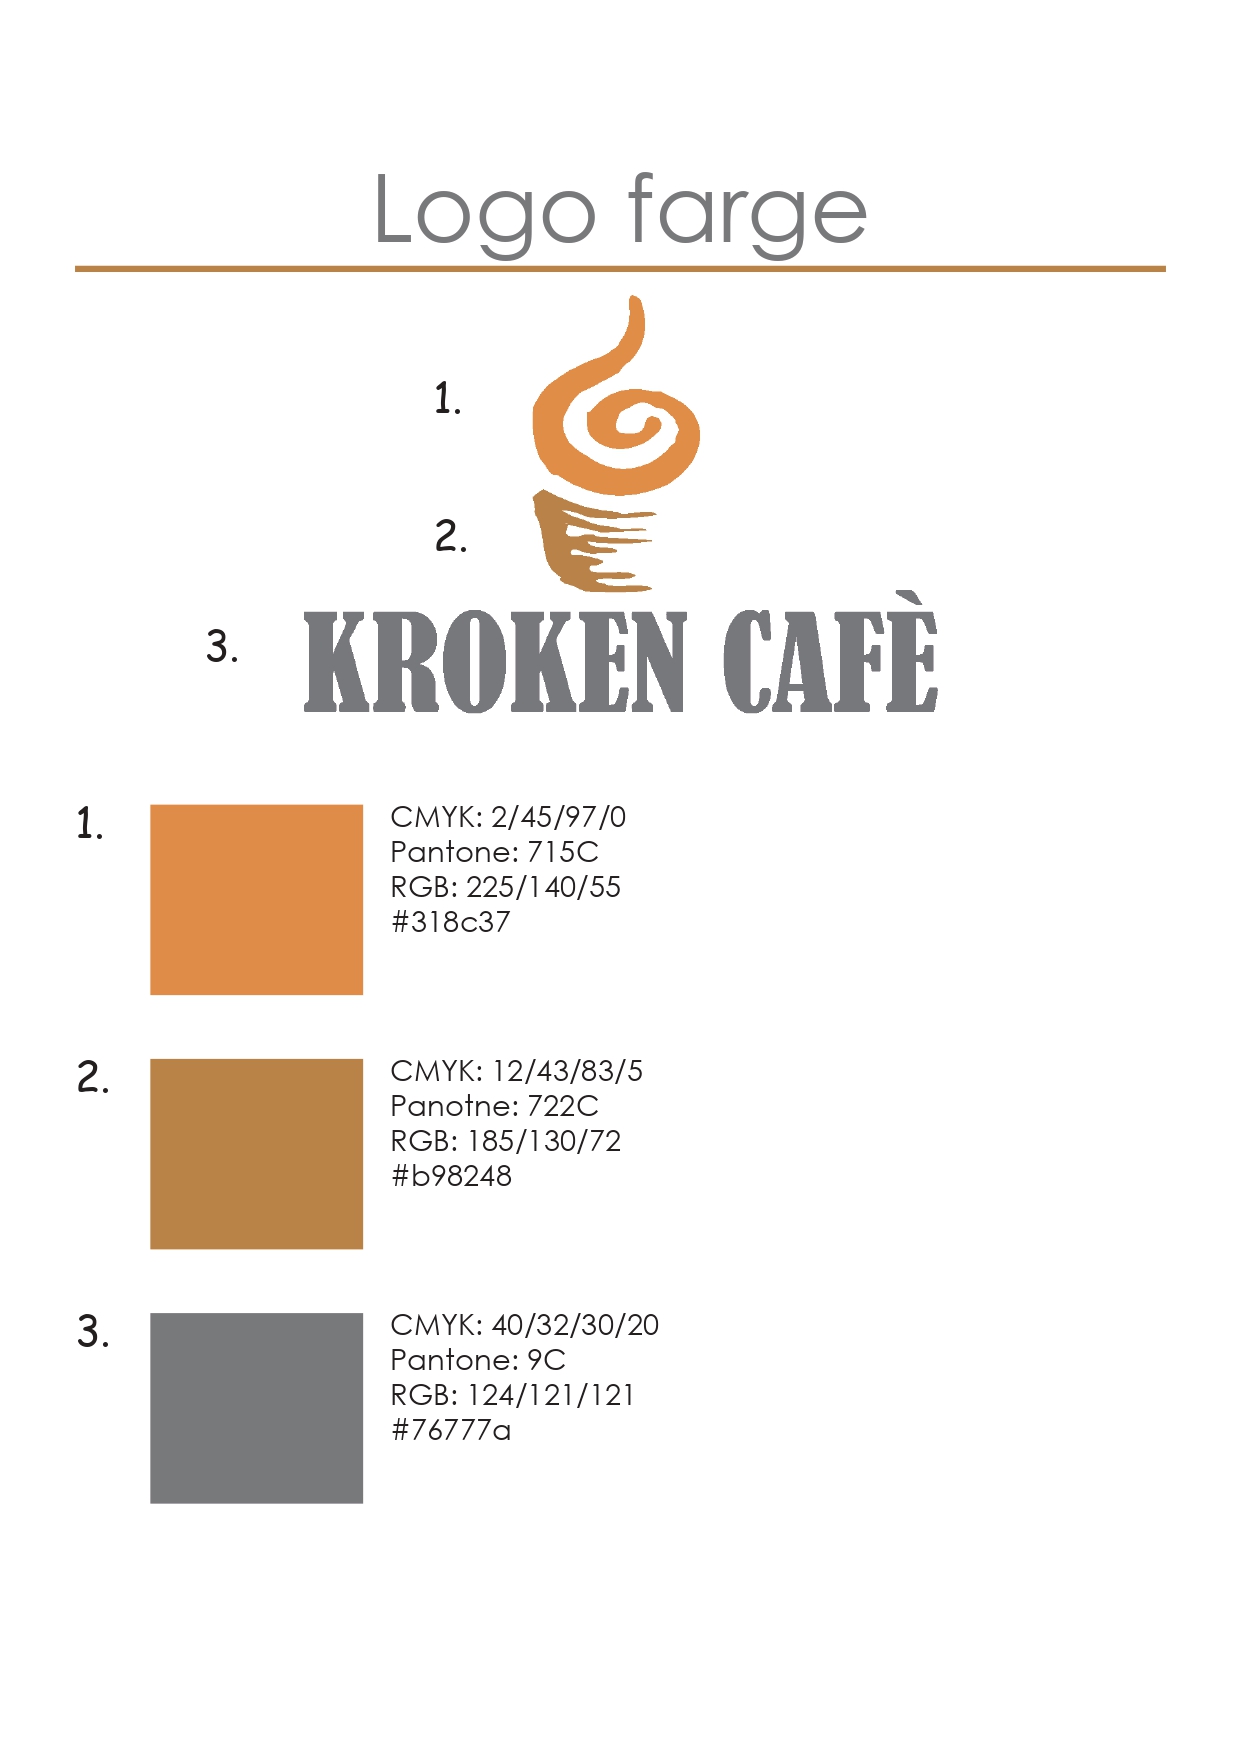 Logo farge
1.
2.
3.
KROKEN CAFÈ
1.
CMYK: 2/45/97/0
Pantone: 715C
RGB: 225/140/55
#318c37
2.
CMYK: 12/43/83/5
Panotne: 722C
RGB: 185/130/72
#b98248
3.
CMYK: 40/32/30/20
Pantone: 9C
RGB: 124/121/121
#76777a